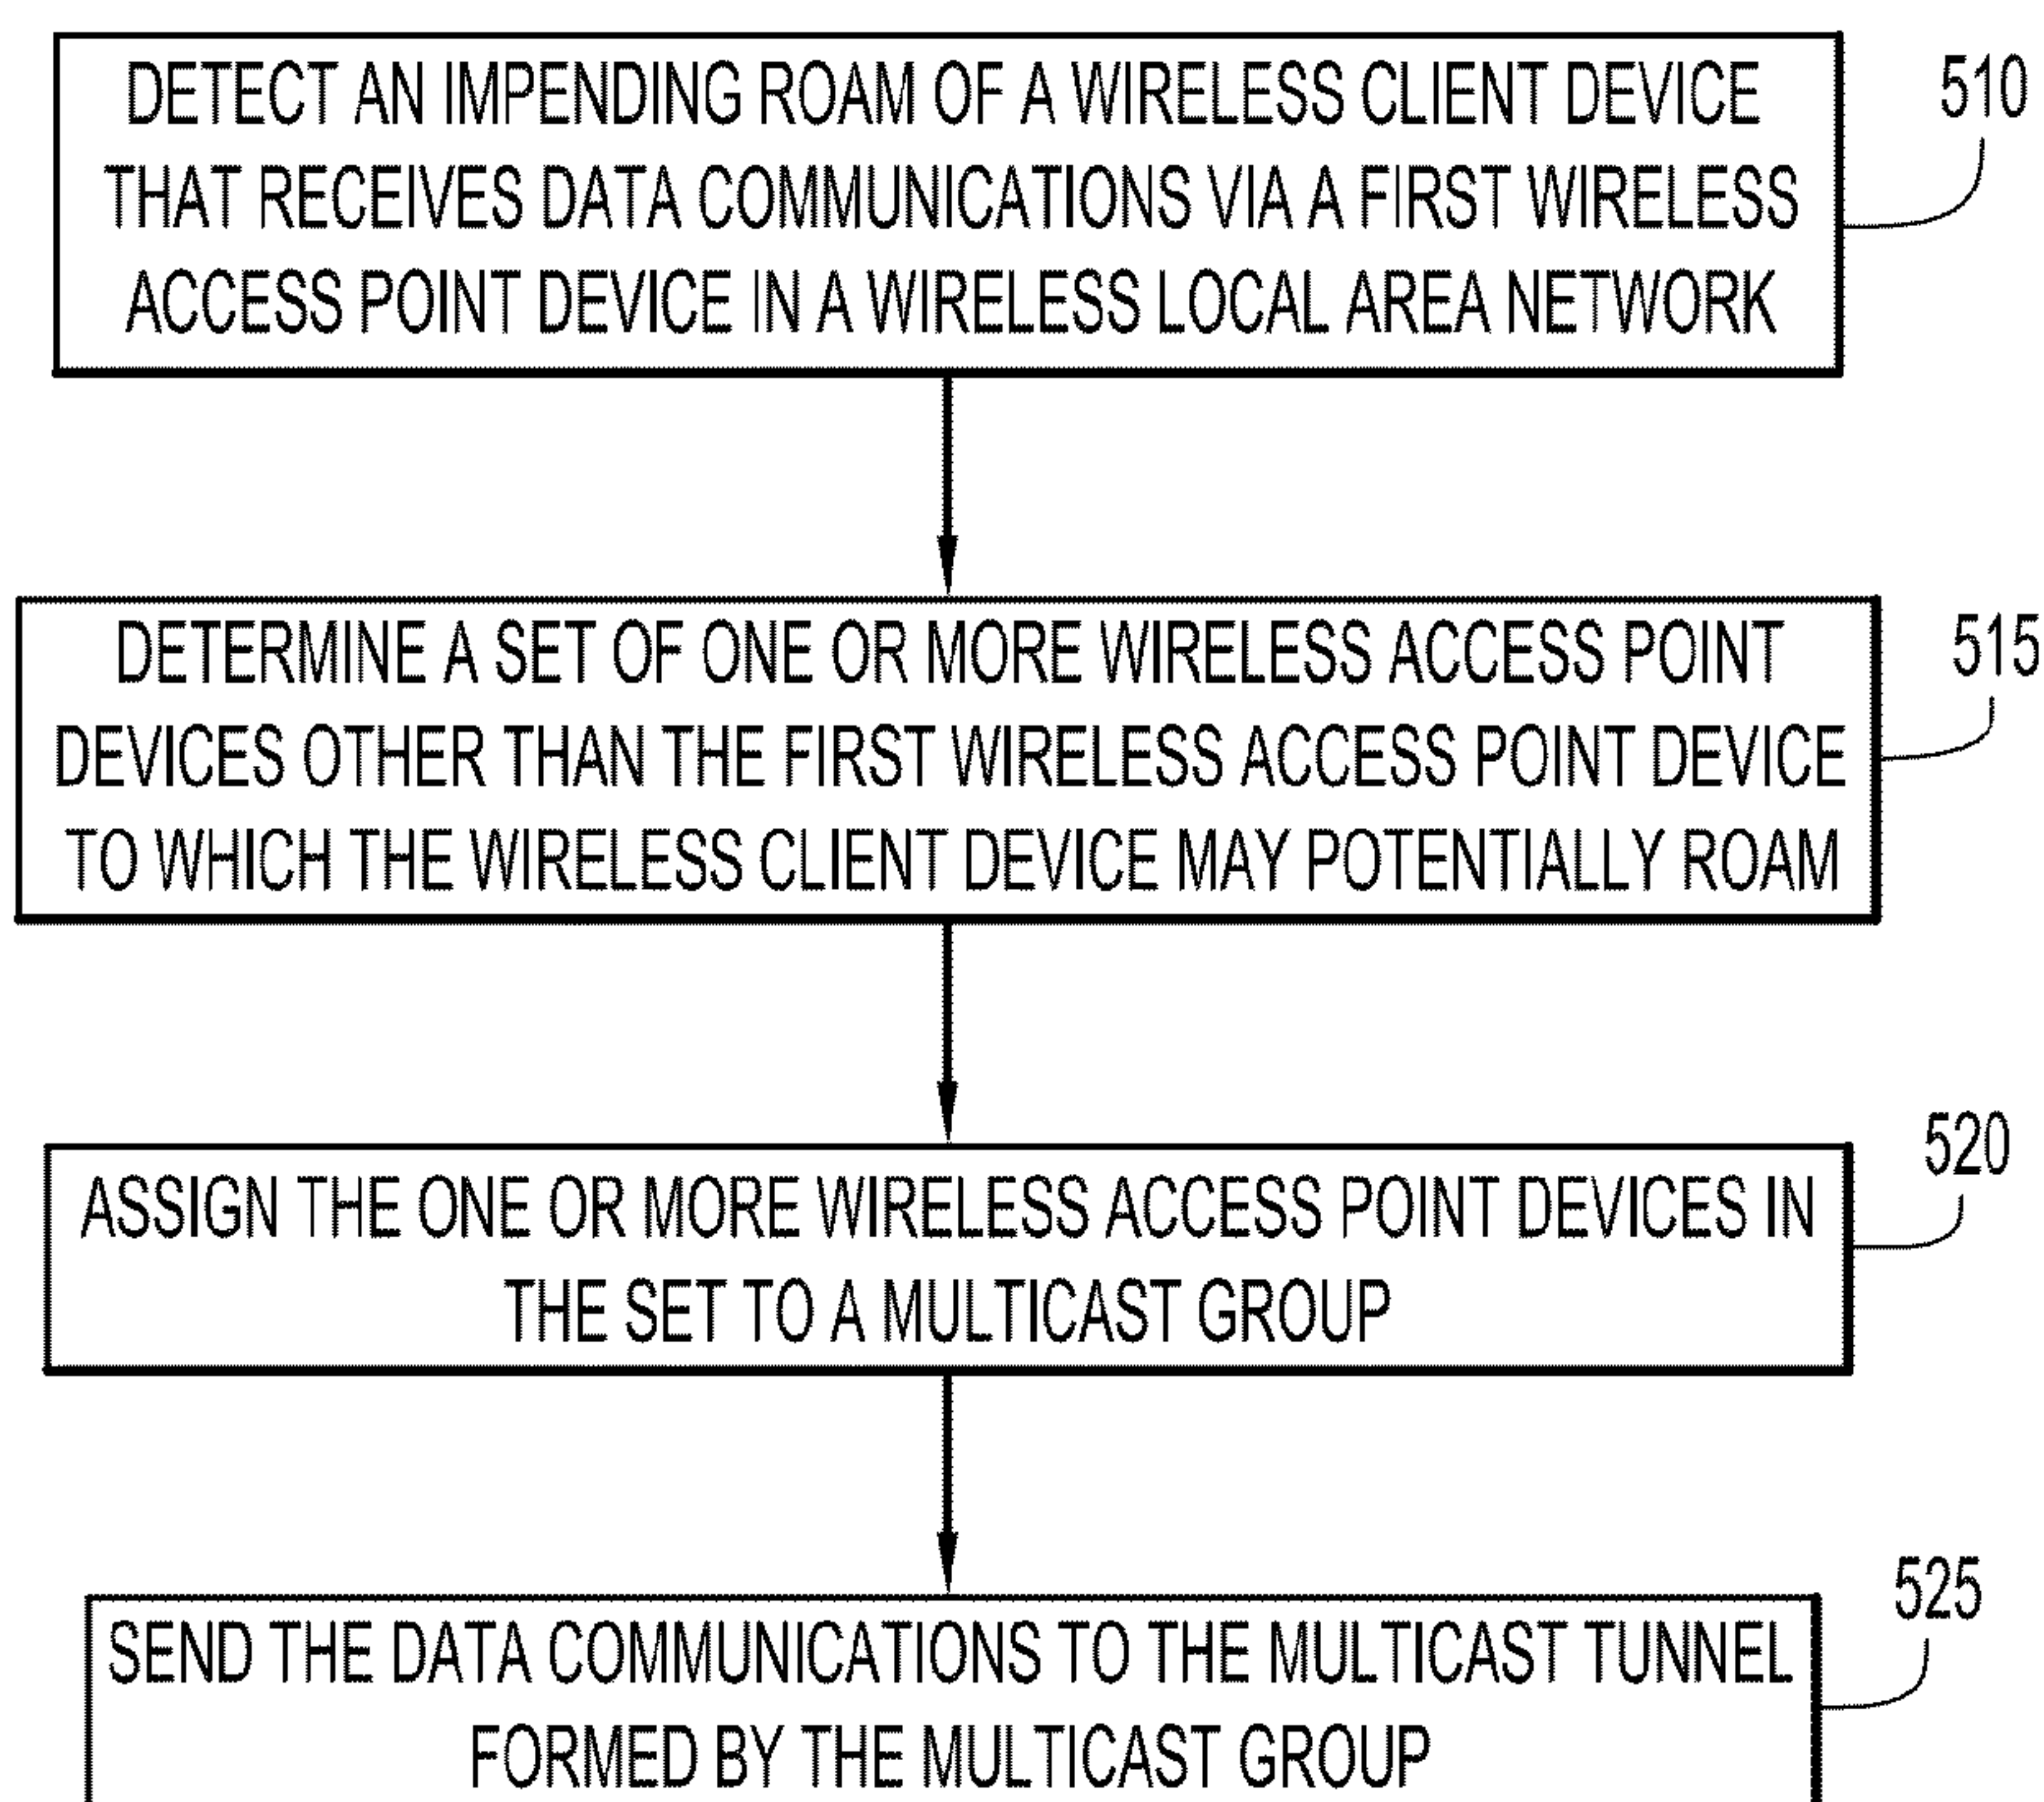 DETECT AN IMPENDING ROAM OF A WIRELESS CLIENT DEVICE
THAT RECEIVES DATA COMMUNICATIONS VIA A FIRST WIRELESS
ACCESS POINT DEVICE IN A WIRELESS LOCAL AREA NETWORK
510
DETERMINE A SET OF ONE OR MORE WIRELESS ACCESS POINT
DEVICES OTHER THAN THE FIRST WIRELESS ACCESS POINT DEVICE
TO WHICH THE WIRELESS CLIENT DEVICE MAY POTENTIALLY ROAM
515
ASSIGN THE ONE OR MORE WIRELESS ACCESS POINT DEVICES IN
THE SET TO A MULTICAST GROUP
520
SEND THE DATA COMMUNICATIONS TO THE MULTICAST TUNNEL
FORMED BY THE MULTICAST GROUP
525